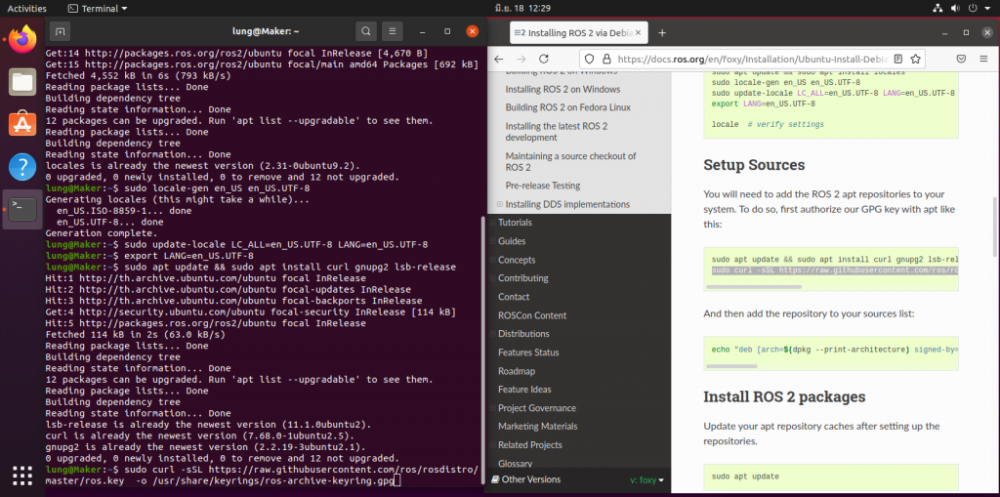 Activities
Terminal
มิ.ย. 18 12:29
lung@Maker: ~
Get:14 http://packages.ros.org/ros2/ubuntu focal InRelease [4,670 B]
Get:15 http://packages.ros.org/ros2/ubuntu focal/main amd64 Packages [692 kB]
Fetched 4,552 kB in 6s (793 kB/s)
Reading package lists... Done
Building dependency tree
Reading state information... Done
12 packages can be upgraded. Run 'apt list --upgradable' to see them.
Reading package lists... Done
Building dependency tree
Reading state information... Done
locales is already the newest version (2.31-0ubuntu9.2).
0 upgraded, 0 newly installed, 0 to remove and 12 not upgraded.
lung@Maker:~$ sudo locale-gen en_US en_US.UTF-8
Generating locales (this might take a while)...
en_US.ISO-8859-1... done
en_US.UTF-8... done
Generation complete.
lung@Maker:~$ sudo update-locale LC_ALL=en_US.UTF-8 LANG=en_US.UTF-8
lung@Maker:~$ export LANG=en_US.UTF-8
lung@Maker:~$ sudo apt update && sudo apt install curl gnupg2 lsb-release
Hit:1 http://th.archive.ubuntu.com/ubuntu focal InRelease
Hit:2 http://th.archive.ubuntu.com/ubuntu focal-updates InRelease
Hit:3 http://th.archive.ubuntu.com/ubuntu focal-backports InRelease
Get:4 http://security.ubuntu.com/ubuntu focal-security InRelease [114 kB]
Hit:5 http://packages.ros.org/ros2/ubuntu focal InRelease
Fetched 114 kB in 2s (63.0 kB/s)
Reading package lists... Done
Building dependency tree
Reading state information... Done
12 packages can be upgraded. Run 'apt list --upgradable' to see them.
Reading package lists... Done
Building dependency tree
Reading state information... Done
lsb-release is already the newest version (11.1.0ubuntu2).
curl is already the newest version (7.68.0-1ubuntu2.5).
gnupg2 is already the newest version (2.2.19-3ubuntu2.1).
0 upgraded, 0 newly installed, 0 to remove and 12 not upgraded.
lung@Maker:~$ sudo curl -sSL https://raw.githubusercontent.com/ros/rosdistro/
master/ros.key  -o /usr/share/keyrings/ros-archive-keyring.gpg
Installing ROS 2 via Debia
https://docs.ros.org/en/foxy/Installation/Ubuntu-Install-Debia
Building ROS 2 on Windows
Installing ROS 2 on Windows
Building ROS 2 on Fedora Linux
Installing the latest ROS 2
development
Maintaining a source checkout of
ROS 2
Pre-release Testing
Installing DDS implementations
Tutorials
Guides
Concepts
Contributing
Contact
ROSCon Content
Distributions
Features Status
Roadmap
Feature Ideas
Project Governance
Marketing Materials
Related Projects
Glossary
Other Versions
v: foxy
sudo apt update && sudo apt install locales
sudo locale-gen en_US en_US.UTF-8
sudo update-locale LC_ALL=en_US.UTF-8 LANG=en_US.UTF-8
export LANG=en_US.UTF-8
locale  # verify settings
Setup Sources
You will need to add the ROS 2 apt repositories to your
system. To do so, first authorize our GPG key with apt like
this:
sudo apt update && sudo apt install curl gnupg2 lsb-rel
sudo curl -sSL https://raw.githubusercontent.com/ros/ro
And then add the repository to your sources list:
echo "deb [arch=$(dpkg --print-architecture) signed-by=
Install ROS 2 packages
Update your apt repository caches after setting up the
repositories.
sudo apt update